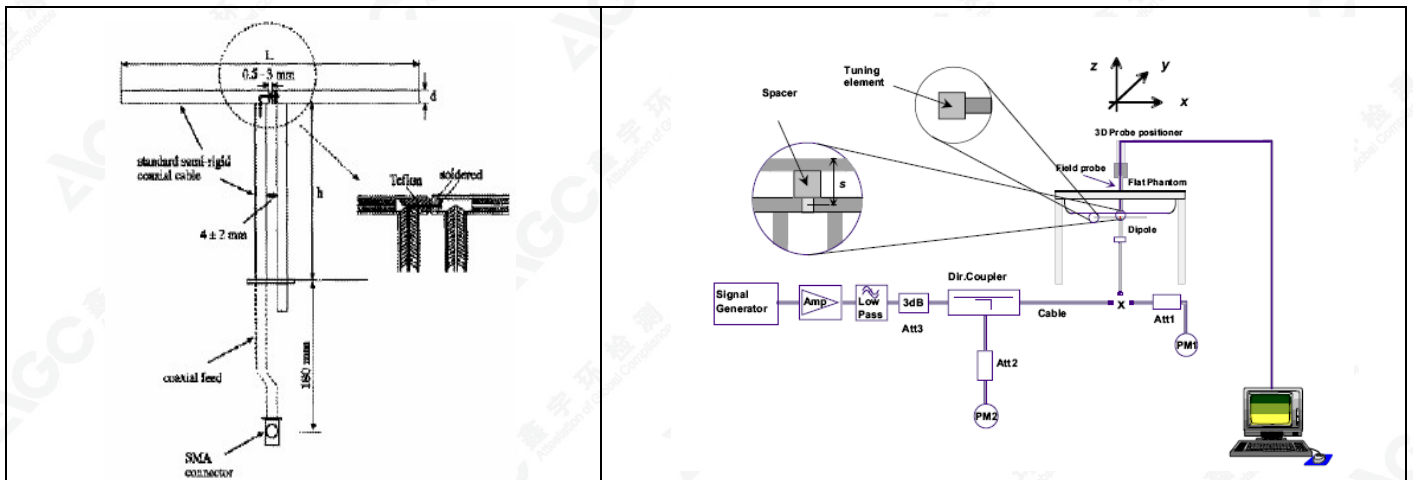 L
0.5 - 3 mm
d
standard semi-rigid
coaxial cable
h
Teflon
soldered
4 ± 2 mm
coaxial feed
180 mm
SMA
connector
Tuning
element
Spacer
s
z
y
x
3D Probe positioner
Field probe
Flat Phantom
Dipole
Signal
Generator
Amp
Low
Pass
3dB
Att3
Dir.Coupler
Cable
x
Att1
PM1
Att2
PM2